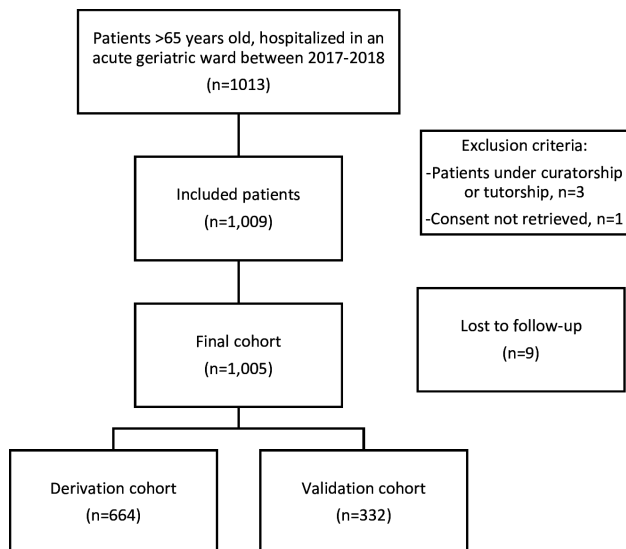 Patients >65 years old, hospitalized in an
acute geriatric ward between 2017-2018
(n=1013)
Exclusion criteria:
-Patients under curatorship
or tutorship, n=3
-Consent not retrieved, n=1
Included patients
(n=1,009)
Lost to follow-up
(n=9)
Final cohort
(n=1,005)
Derivation cohort
(n=664)
Validation cohort
(n=332)